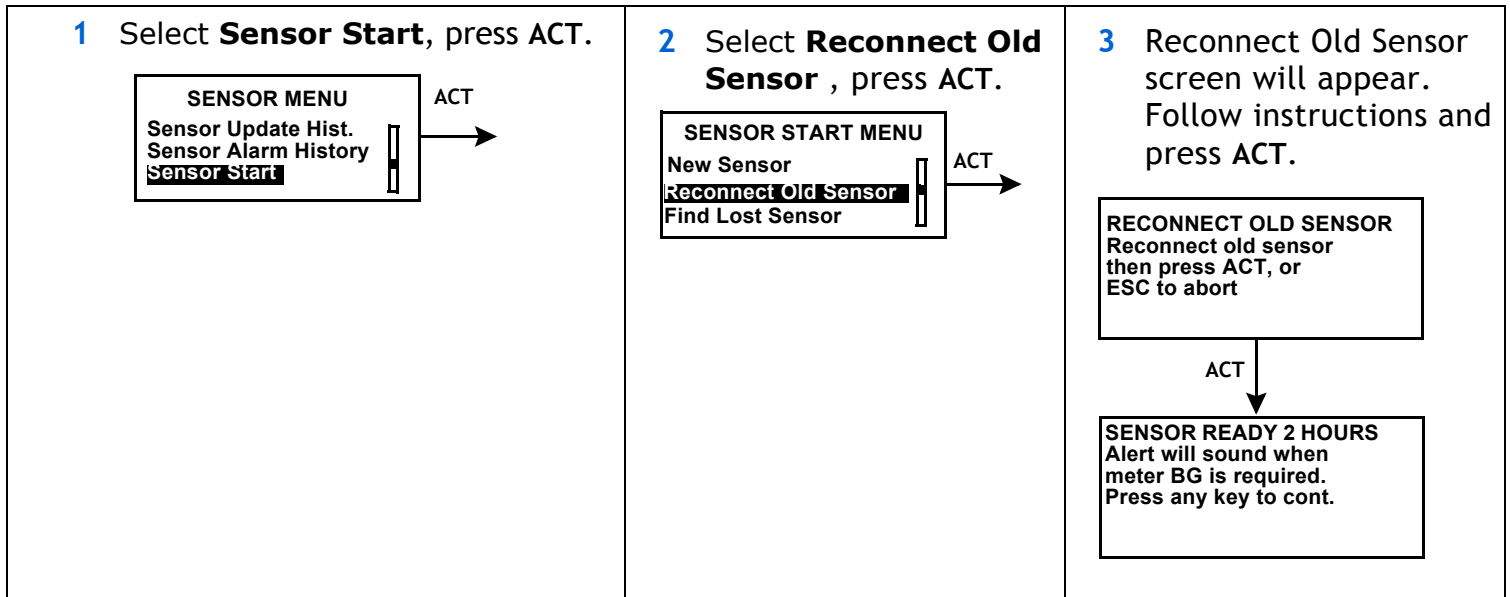 1 Select Sensor Start, press ACT.
SENSOR MENU
Sensor Update Hist.
Sensor Alarm History
Sensor Start
ACT
2 Select Reconnect Old
Sensor , press ACT.
SENSOR START MENU
New Sensor
Reconnect Old Sensor
Find Lost Sensor
ACT
3 Reconnect Old Sensor
screen will appear.
Follow instructions and
press ACT.
RECONNECT OLD SENSOR
Reconnect old sensor
then press ACT, or
ESC to abort
ACT
SENSOR READY 2 HOURS
Alert will sound when
meter BG is required.
Press any key to cont.